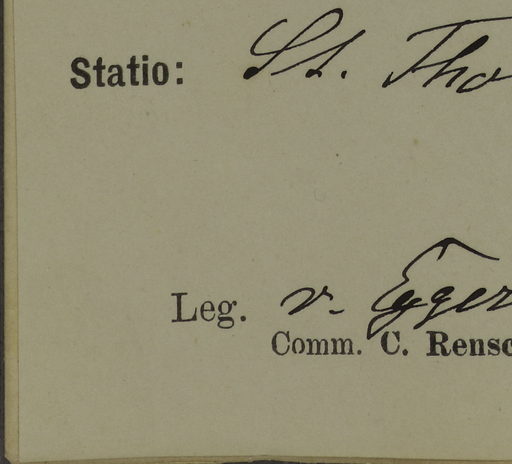 Statio: St. Tho
Leg. v. Egger
Comm. C. Rensc